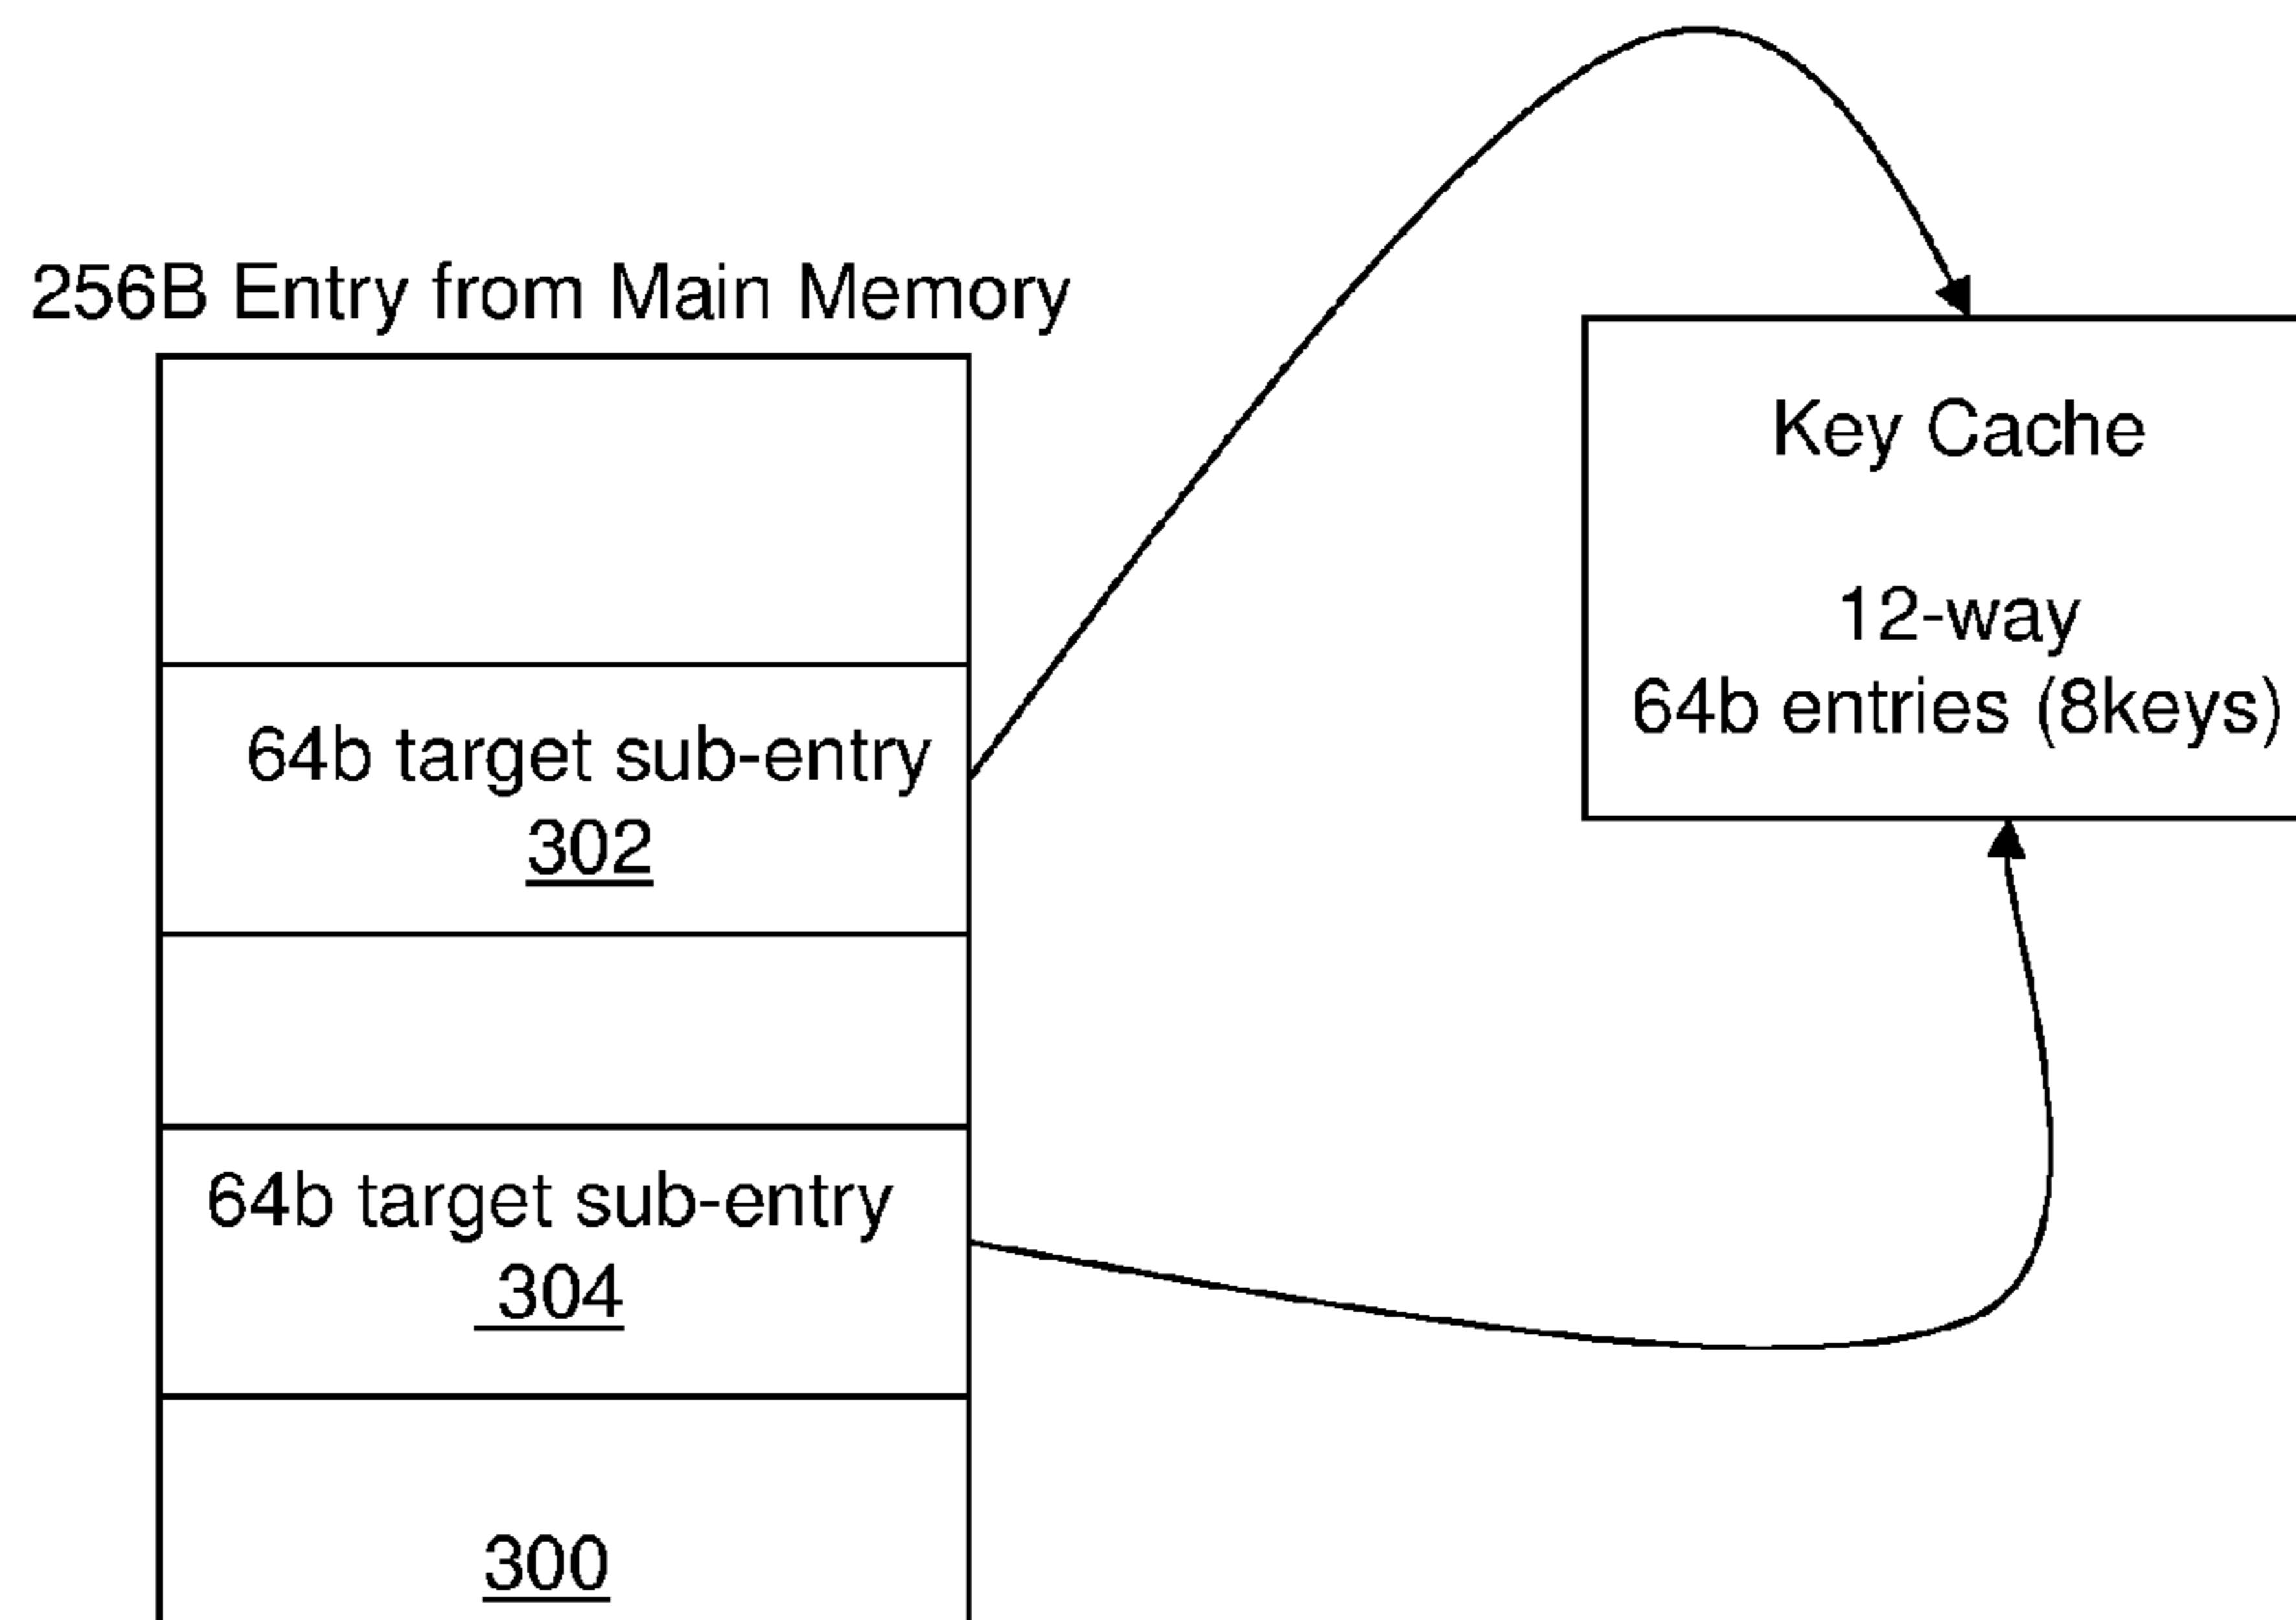 256B Entry from Main Memory
64b target sub-entry
302
64b target sub-entry
304
300
Key Cache
12-way
64b entries (8keys)